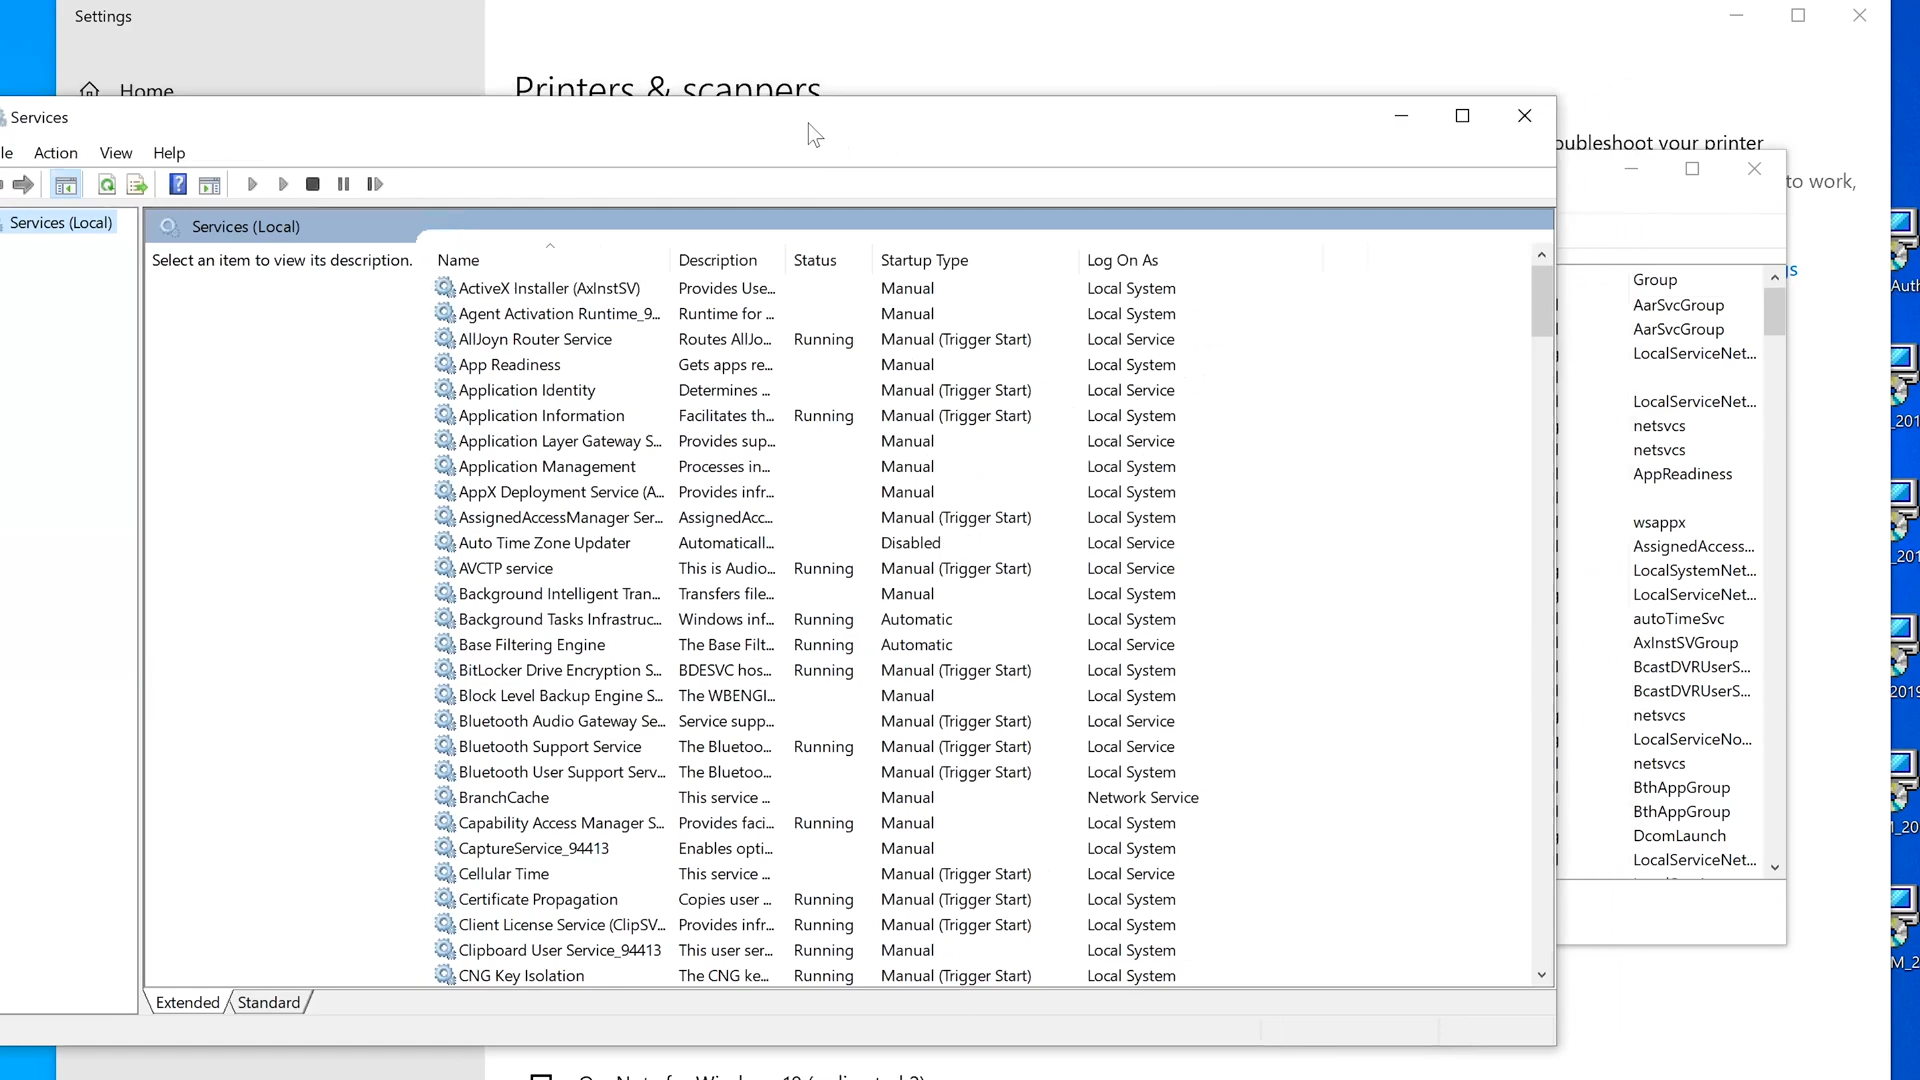 Settings
Home
Printers & scanners
oubleshoot your printer
to work,
Services
le Action View Help
Services (Local)
Services (Local)
Select an item to view its description.
Name Description Status Startup Type Log On As
ActiveX Installer (AxInstSV) Provides Use... Manual Local System
Agent Activation Runtime_9... Runtime for ... Manual Local System
AllJoyn Router Service Routes AllJo... Running Manual (Trigger Start) Local Service
App Readiness Gets apps re... Manual Local System
Application Identity Determines ... Manual (Trigger Start) Local Service
Application Information Facilitates th... Running Manual (Trigger Start) Local System
Application Layer Gateway S... Provides sup... Manual Local Service
Application Management Processes in... Manual Local System
AppX Deployment Service (A... Provides infr... Manual Local System
AssignedAccessManager Ser... AssignedAcc... Manual (Trigger Start) Local System
Auto Time Zone Updater Automaticall... Disabled Local Service
AVCTP service This is Audio... Running Manual (Trigger Start) Local Service
Background Intelligent Tran... Transfers file... Manual Local System
Background Tasks Infrastruc... Windows inf... Running Automatic Local System
Base Filtering Engine The Base Filt... Running Automatic Local Service
BitLocker Drive Encryption S... BDESVC hos... Running Manual (Trigger Start) Local System
Block Level Backup Engine S... The WBENGI... Manual Local System
Bluetooth Audio Gateway Se... Service supp... Manual (Trigger Start) Local Service
Bluetooth Support Service The Bluetoo... Running Manual (Trigger Start) Local Service
Bluetooth User Support Serv... The Bluetoo... Manual (Trigger Start) Local System
BranchCache This service ... Manual Network Service
Capability Access Manager S... Provides faci... Running Manual Local System
CaptureService_94413 Enables opti... Manual Local System
Cellular Time This service ... Manual (Trigger Start) Local Service
Certificate Propagation Copies user ... Running Manual (Trigger Start) Local System
Client License Service (ClipSV... Provides infr... Running Manual (Trigger Start) Local System
Clipboard User Service_94413 This user ser... Running Manual Local System
CNG Key Isolation The CNG ke... Running Manual (Trigger Start) Local System
Extended Standard
Group
AarSvcGroup
AarSvcGroup
LocalServiceNet...
LocalServiceNet...
netsvcs
netsvcs
AppReadiness
wsappx
AssignedAccess...
LocalSystemNet...
LocalServiceNet...
autoTimeSvc
AxInstSVGroup
BcastDVRUserS...
BcastDVRUserS...
netsvcs
LocalServiceNo...
netsvcs
BthAppGroup
BthAppGroup
DcomLaunch
LocalServiceNet...
Auth
_201
_201
2019
M_2